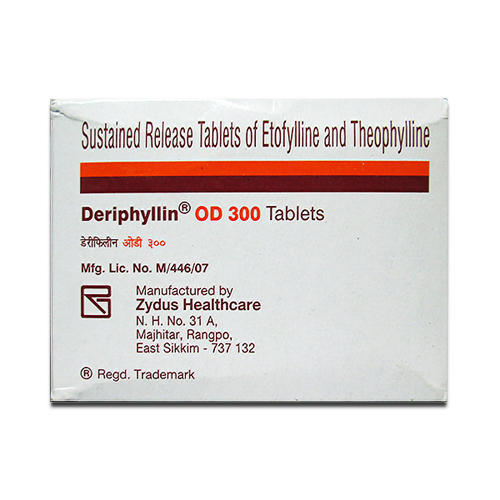 Sustained Release Tablets of Etofylline and Theophylline
Deriphyllin® OD 300 Tablets
डेरीफिलीन ओडी ३००
Mfg. Lic. No. M/446/07
Manufactured by
Zydus Healthcare
N. H. No. 31 A,
Majhitar, Rangpo,
East Sikkim - 737 132
® Regd. Trademark